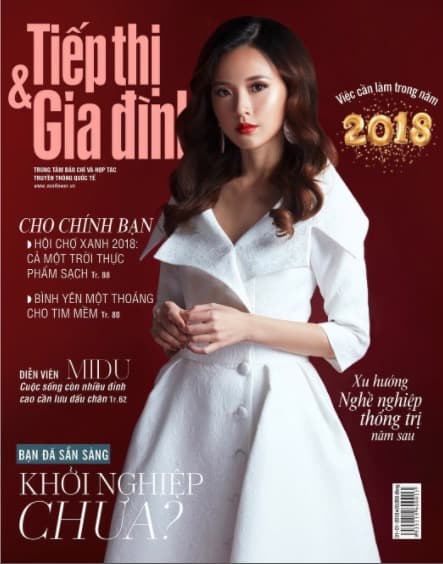 Tiếp thi
& Gia đình
TRUNG TÂM BÁO CHÍ VÀ HỢP TÁC
TRUYỀN THÔNG QUỐC TẾ
Việc cần làm trong năm
2018
CHO CHÍNH BẠN
HỘI CHỢ XANH 2018:
CẢ MỘT TRỜI THỰC
PHẨM SẠCH Tr. 88
BÌNH YÊN MỘT THOÁNG
CHO TIM MỀM Tr. 80
DIỄN VIÊN MIDU
Cuộc sống còn nhiều đỉnh
cao cần lưu dấu chân Tr.62
Xu hướng
Nghề nghiệp
thống trị
năm sau
BẠN ĐÃ SẴN SÀNG
KHỞI NGHIỆP
CHƯA?